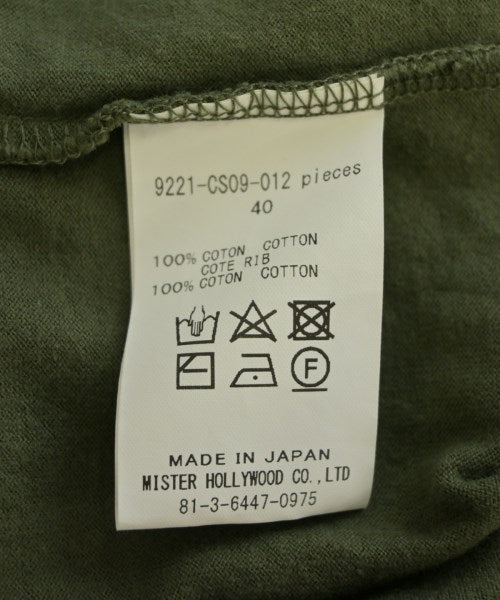 9221-CS09-012 pieces
40
100% COTON COTTON
COTE RIB
100% COTON COTTON
F
MADE IN JAPAN
MISTER HOLLYWOOD CO.,LTD
81-3-6447-0975